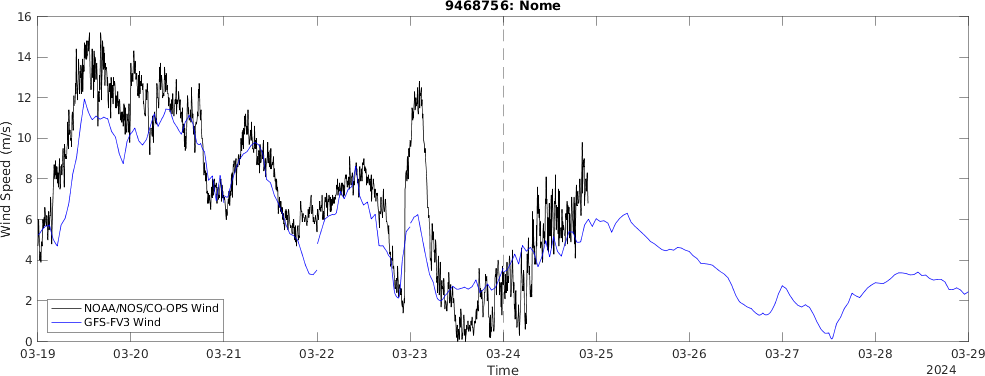 9468756: Nome
16
14
12
10
8
6
4
2
0
Wind Speed (m/s)
NOAA/NOS/CO-OPS Wind
GFS-FV3 Wind
03-19 03-20 03-21 03-22 03-23 03-24 03-25 03-26 03-27 03-28 03-29
Time
2024